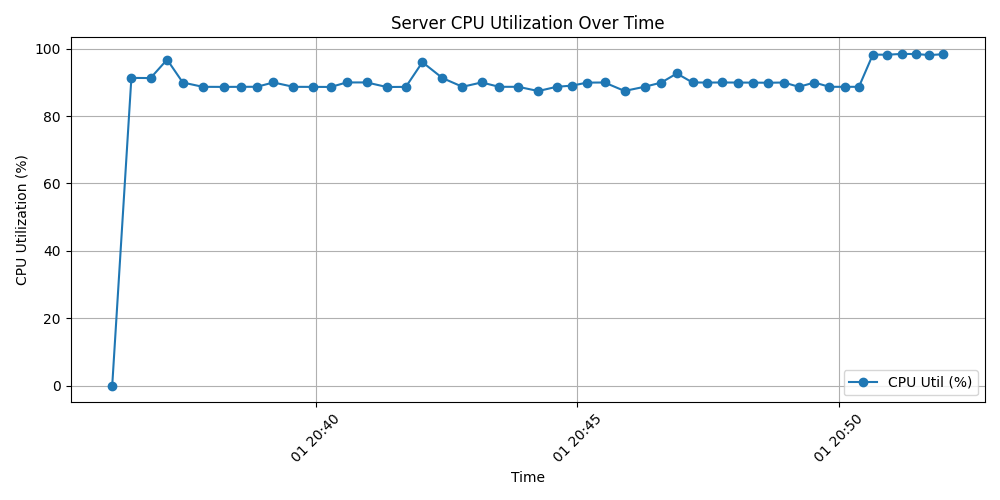 Server CPU Utilization Over Time
CPU Utilization (%)
100
80
60
40
20
0
01 20:40
01 20:45
01 20:50
Time
CPU Util (%)